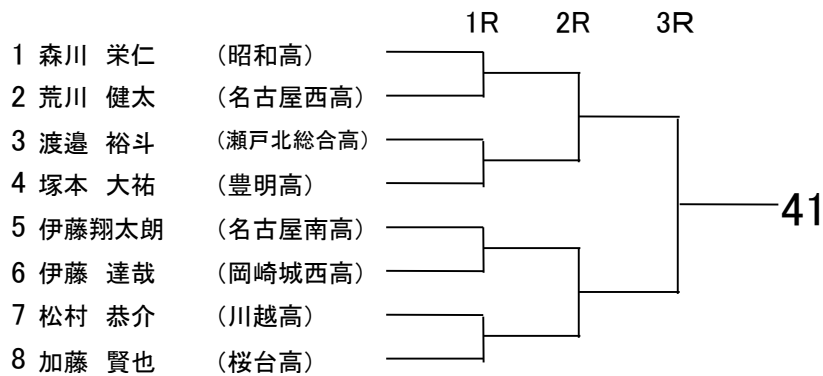 1R 2R 3R
1 森川 栄仁 (昭和高)
2 荒川 健太 (名古屋西高)
3 渡邉 裕斗 (瀬戸北総合高)
4 塚本 大祐 (豊明高)
5 伊藤翔太朗 (名古屋南高)
41
6 伊藤 達哉 (岡崎城西高)
7 松村 恭介 (川越高)
8 加藤 賢也 (桜台高)